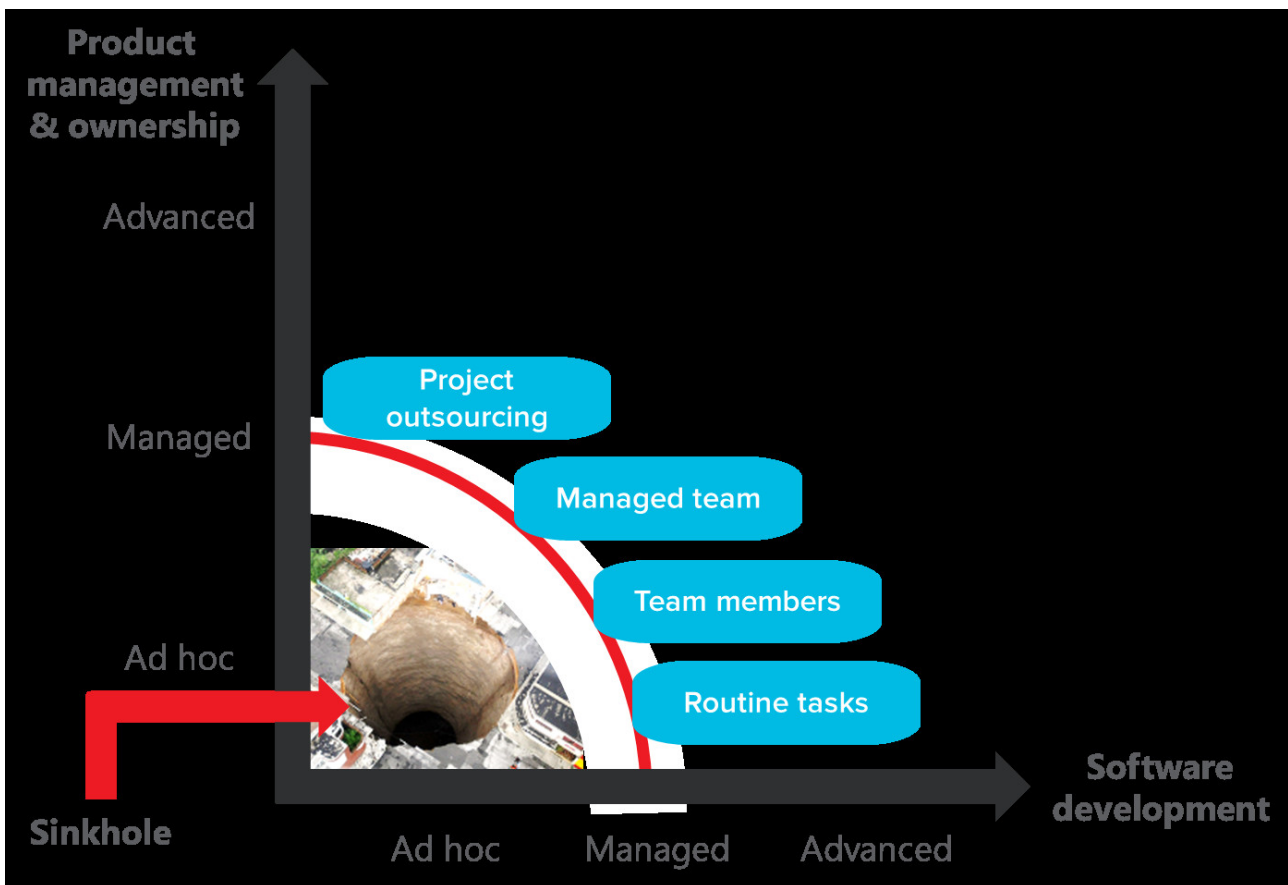 Product
management
& ownership
Advanced
Project
outsourcing
Managed
Managed team
Team members
Ad hoc
Routine tasks
Software
development
Sinkhole
Ad hoc
Managed
Advanced